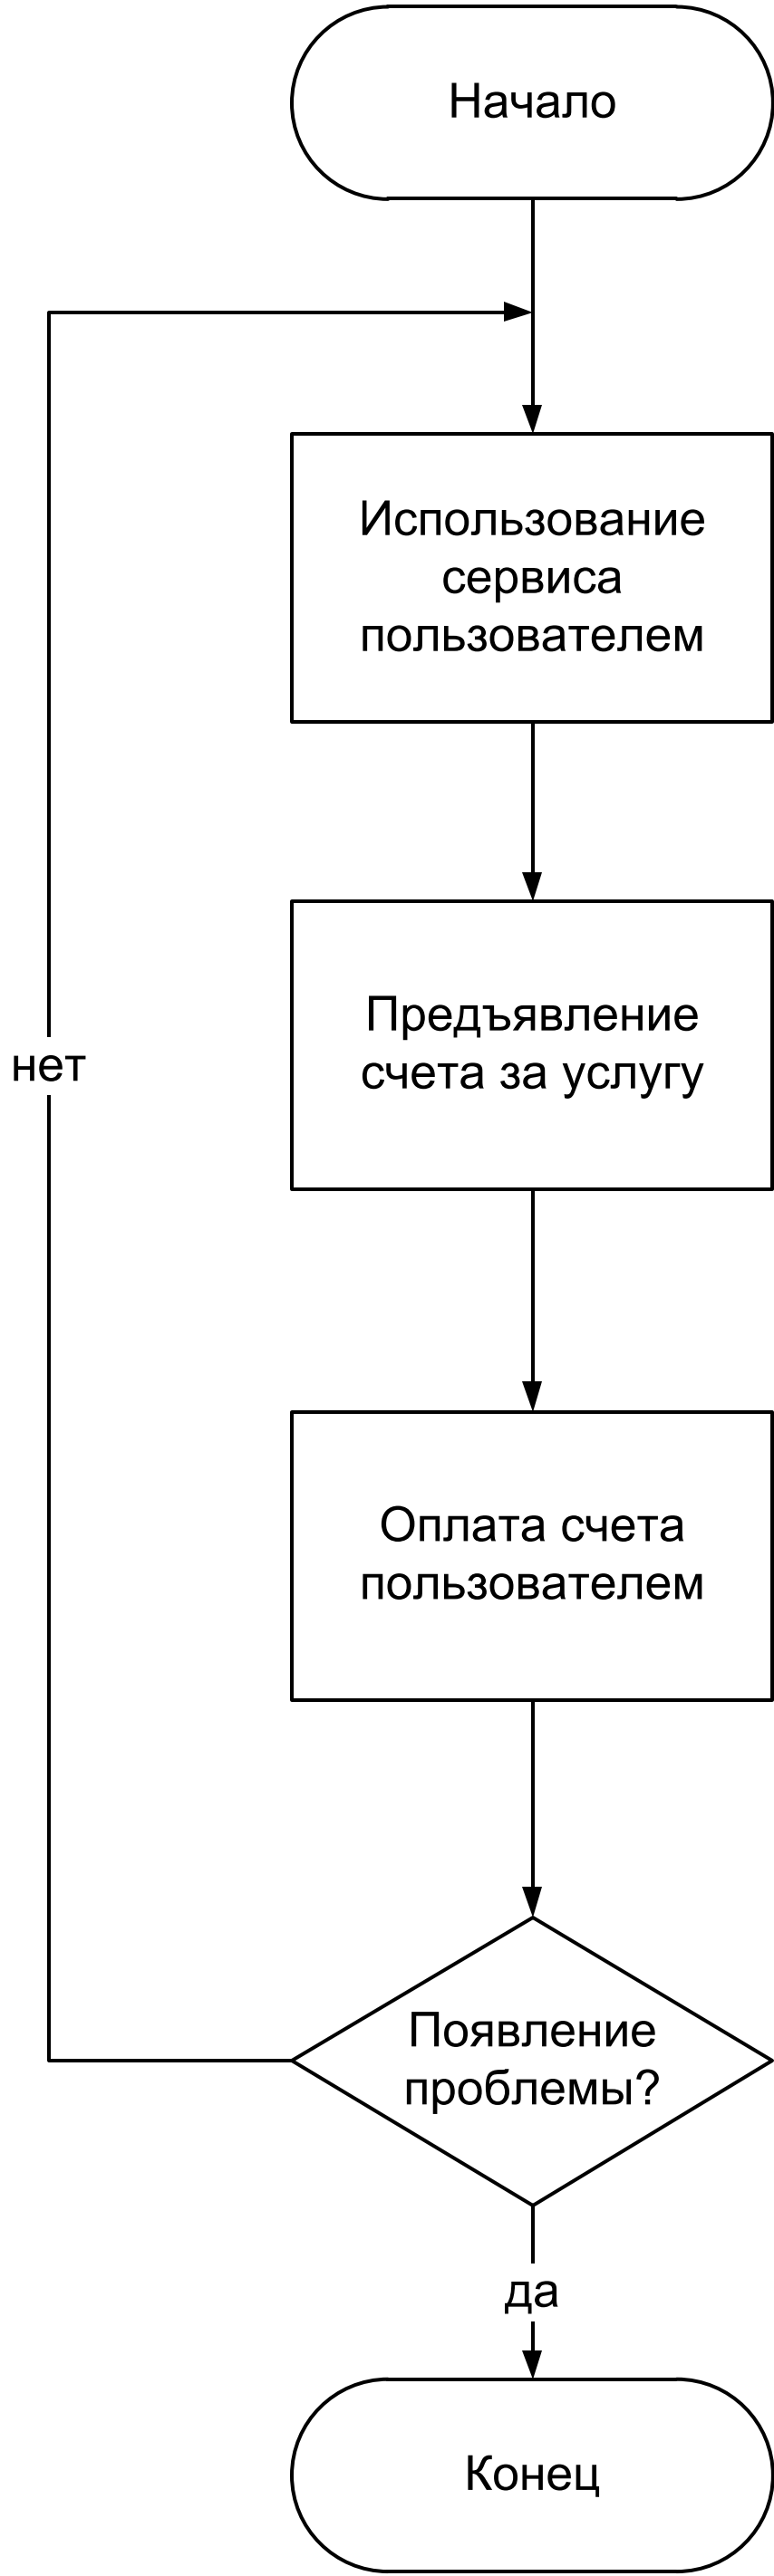 Начало
Использование
сервиса
пользователем
Предъявление
счета за услугу
нет
Оплата счета
пользователем
Появление
проблемы?
да
Конец